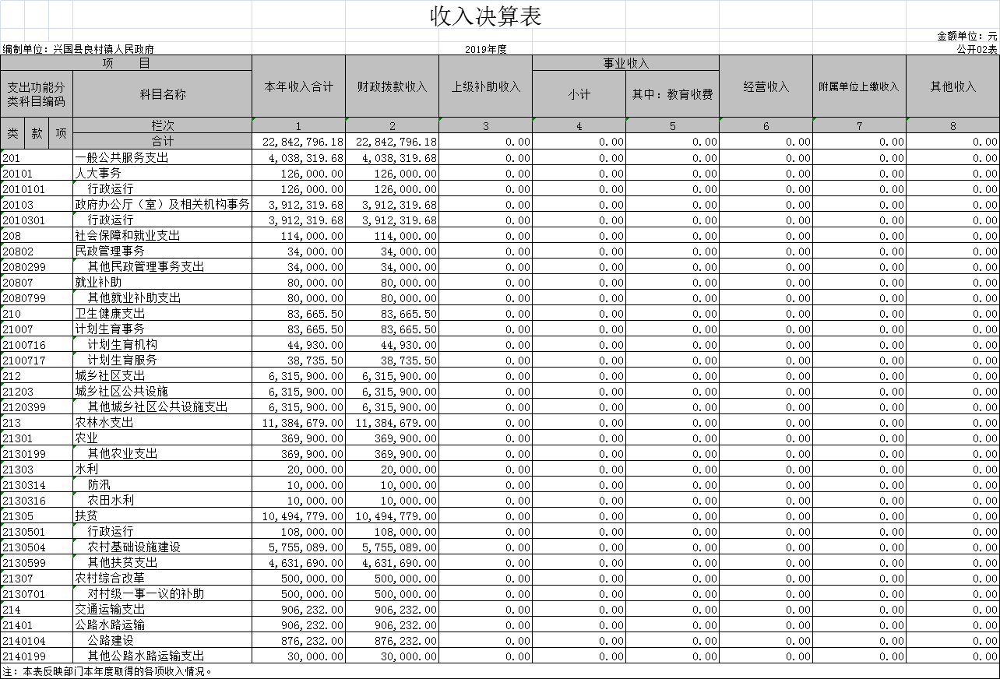 收入决算表
金额单位：元
编制单位：兴国县良村镇人民政府 2019年度 公开02表
项 目 本年收入合计 财政拨款收入 上级补助收入 事业收入 经营收入 附属单位上缴收入 其他收入
支出功能分类科目编码 科目名称 小计 其中：教育收费
类 款 项 栏次 1 2 3 4 5 6 7 8
合计 22,842,796.18 22,842,796.18 0.00 0.00 0.00 0.00 0.00 0.00
201 一般公共服务支出 4,038,319.68 4,038,319.68 0.00 0.00 0.00 0.00 0.00 0.00
20101 人大事务 126,000.00 126,000.00 0.00 0.00 0.00 0.00 0.00 0.00
2010101 行政运行 126,000.00 126,000.00 0.00 0.00 0.00 0.00 0.00 0.00
20103 政府办公厅（室）及相关机构事务 3,912,319.68 3,912,319.68 0.00 0.00 0.00 0.00 0.00 0.00
2010301 行政运行 3,912,319.68 3,912,319.68 0.00 0.00 0.00 0.00 0.00 0.00
208 社会保障和就业支出 114,000.00 114,000.00 0.00 0.00 0.00 0.00 0.00 0.00
20802 民政管理事务 34,000.00 34,000.00 0.00 0.00 0.00 0.00 0.00 0.00
2080299 其他民政管理事务支出 34,000.00 34,000.00 0.00 0.00 0.00 0.00 0.00 0.00
20807 就业补助 80,000.00 80,000.00 0.00 0.00 0.00 0.00 0.00 0.00
2080799 其他就业补助支出 80,000.00 80,000.00 0.00 0.00 0.00 0.00 0.00 0.00
210 卫生健康支出 83,665.50 83,665.50 0.00 0.00 0.00 0.00 0.00 0.00
21007 计划生育事务 83,665.50 83,665.50 0.00 0.00 0.00 0.00 0.00 0.00
2100716 计划生育机构 44,930.00 44,930.00 0.00 0.00 0.00 0.00 0.00 0.00
2100717 计划生育服务 38,735.50 38,735.50 0.00 0.00 0.00 0.00 0.00 0.00
212 城乡社区支出 6,315,900.00 6,315,900.00 0.00 0.00 0.00 0.00 0.00 0.00
21203 城乡社区公共设施 6,315,900.00 6,315,900.00 0.00 0.00 0.00 0.00 0.00 0.00
2120399 其他城乡社区公共设施支出 6,315,900.00 6,315,900.00 0.00 0.00 0.00 0.00 0.00 0.00
213 农林水支出 11,384,679.00 11,384,679.00 0.00 0.00 0.00 0.00 0.00 0.00
21301 农业 369,900.00 369,900.00 0.00 0.00 0.00 0.00 0.00 0.00
2130199 其他农业支出 369,900.00 369,900.00 0.00 0.00 0.00 0.00 0.00 0.00
21303 水利 20,000.00 20,000.00 0.00 0.00 0.00 0.00 0.00 0.00
2130314 防汛 10,000.00 10,000.00 0.00 0.00 0.00 0.00 0.00 0.00
2130316 农田水利 10,000.00 10,000.00 0.00 0.00 0.00 0.00 0.00 0.00
21305 扶贫 10,494,779.00 10,494,779.00 0.00 0.00 0.00 0.00 0.00 0.00
2130501 行政运行 108,000.00 108,000.00 0.00 0.00 0.00 0.00 0.00 0.00
2130504 农村基础设施建设 5,755,089.00 5,755,089.00 0.00 0.00 0.00 0.00 0.00 0.00
2130599 其他扶贫支出 4,631,690.00 4,631,690.00 0.00 0.00 0.00 0.00 0.00 0.00
21307 农村综合改革 500,000.00 500,000.00 0.00 0.00 0.00 0.00 0.00 0.00
2130701 对村级一事一议的补助 500,000.00 500,000.00 0.00 0.00 0.00 0.00 0.00 0.00
214 交通运输支出 906,232.00 906,232.00 0.00 0.00 0.00 0.00 0.00 0.00
21401 公路水路运输 906,232.00 906,232.00 0.00 0.00 0.00 0.00 0.00 0.00
2140104 公路建设 876,232.00 876,232.00 0.00 0.00 0.00 0.00 0.00 0.00
2140199 其他公路水路运输支出 30,000.00 30,000.00 0.00 0.00 0.00 0.00 0.00 0.00
注：本表反映部门本年度取得的各项收入情况。